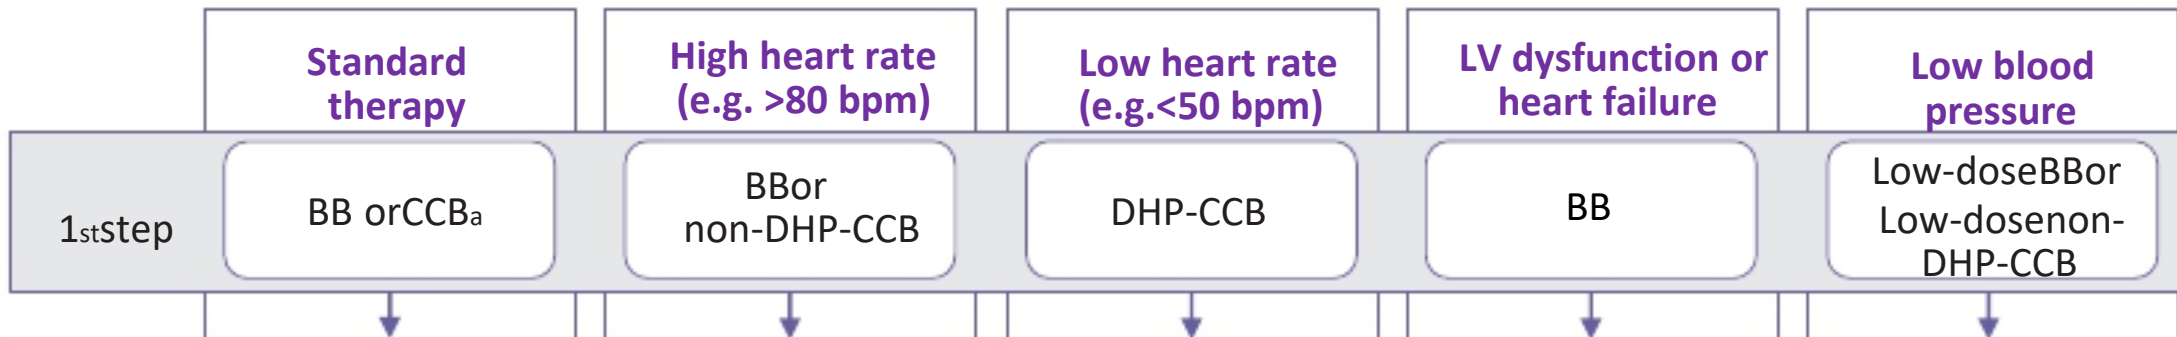 Standard
therapy
High heart rate
(e.g. >80 bpm)
Low heart rate
(e.g.<50 bpm)
LV dysfunction or
heart failure
Low blood
pressure
1ststep
BB orCCBa
BBor
non-DHP-CCB
DHP-CCB
BB
Low-doseBBor
Low-dosenon-
DHP-CCB